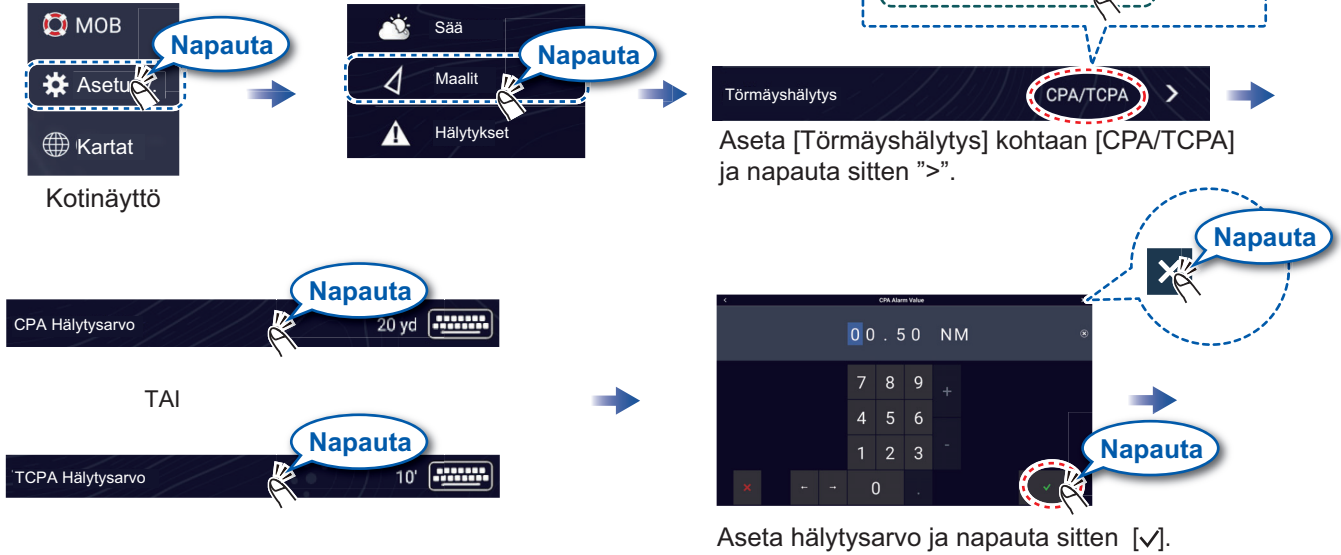 MOB
Napauta
Asetu
Kartat
Kotinäyttö
Sää
Napauta
Maalit
Hälytykset
Törmäyshälytys CPA/TCPA >
Aseta [Törmäyshälytys] kohtaan [CPA/TCPA]
ja napauta sitten ”>”.
Napauta
CPA Hälytysarvo 20 yd
TAI
Napauta
TCPA Hälytysarvo 10'
Napauta
< CPA Alarm Value
00.50 NM
7 8 9 +
4 5 6
1 2 3 -
× ← → 0 . ✓
Napauta
Aseta hälytysarvo ja napauta sitten [✓].